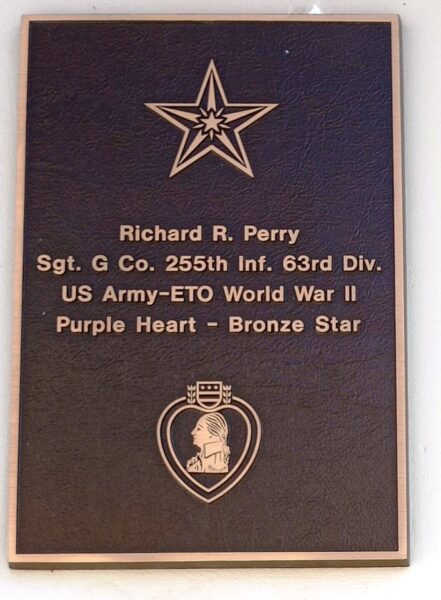 Richard R. Perry
Sgt. G Co. 255th Inf. 63rd Div.
US Army-ETO World War II
Purple Heart - Bronze Star